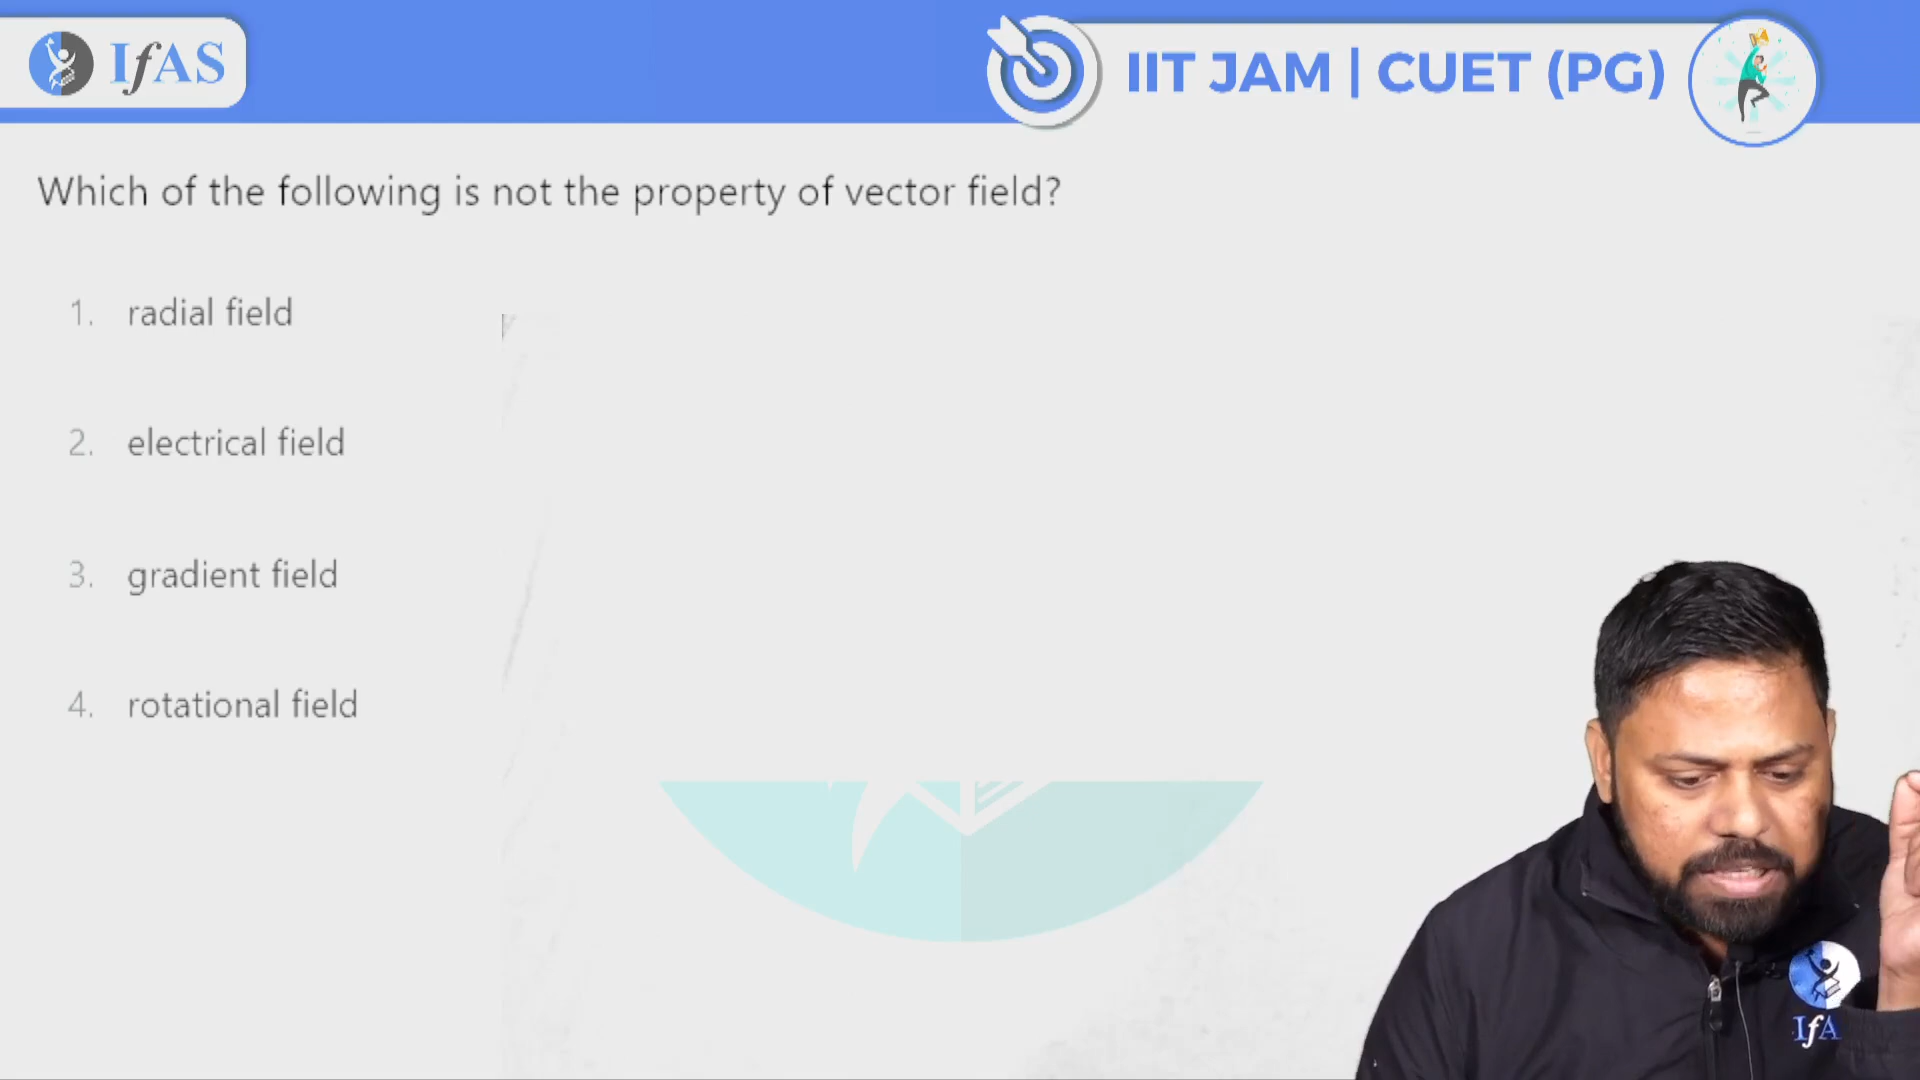 IfAS
IIT JAM | CUET (PG)
Which of the following is not the property of vector field?
1. radial field
2. electrical field
3. gradient field
4. rotational field
IfA